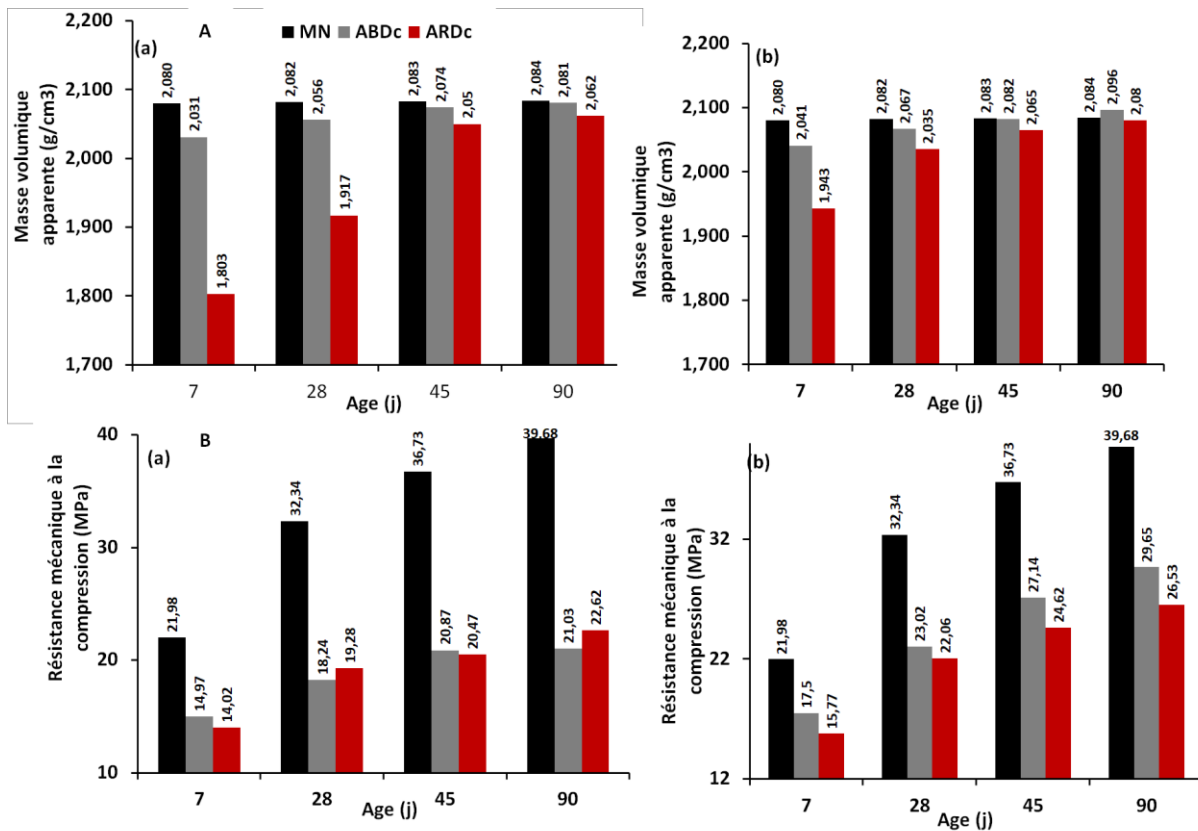 A
MN ABDc ARDc
(a)
Masse volumique
apparente (g/cm3)
2,200
2,100
2,000
1,900
1,800
1,700
2,080
2,031
1,803
2,082
2,056
1,917
2,083
2,074
2,05
2,084
2,081
2,062
7 28 45 90
Age (j)
(b)
Masse volumique
apparente (g/cm3)
2,200
2,100
2,000
1,900
1,800
1,700
2,080
2,041
1,943
2,082
2,067
2,035
2,083
2,082
2,065
2,084
2,096
2,08
7 28 45 90
Age (j)
B
(a)
Résistance mécanique à la
compression (MPa)
40
30
20
10
21,98
14,97
14,02
32,34
18,24
19,28
36,73
20,87
20,47
39,68
21,03
22,62
7 28 45 90
Age (j)
(b)
Résistance mécanique à la
compression (MPa)
32
22
12
21,98
17,5
15,77
32,34
23,02
22,06
36,73
27,14
24,62
39,68
29,65
26,53
7 28 45 90
Age (j)